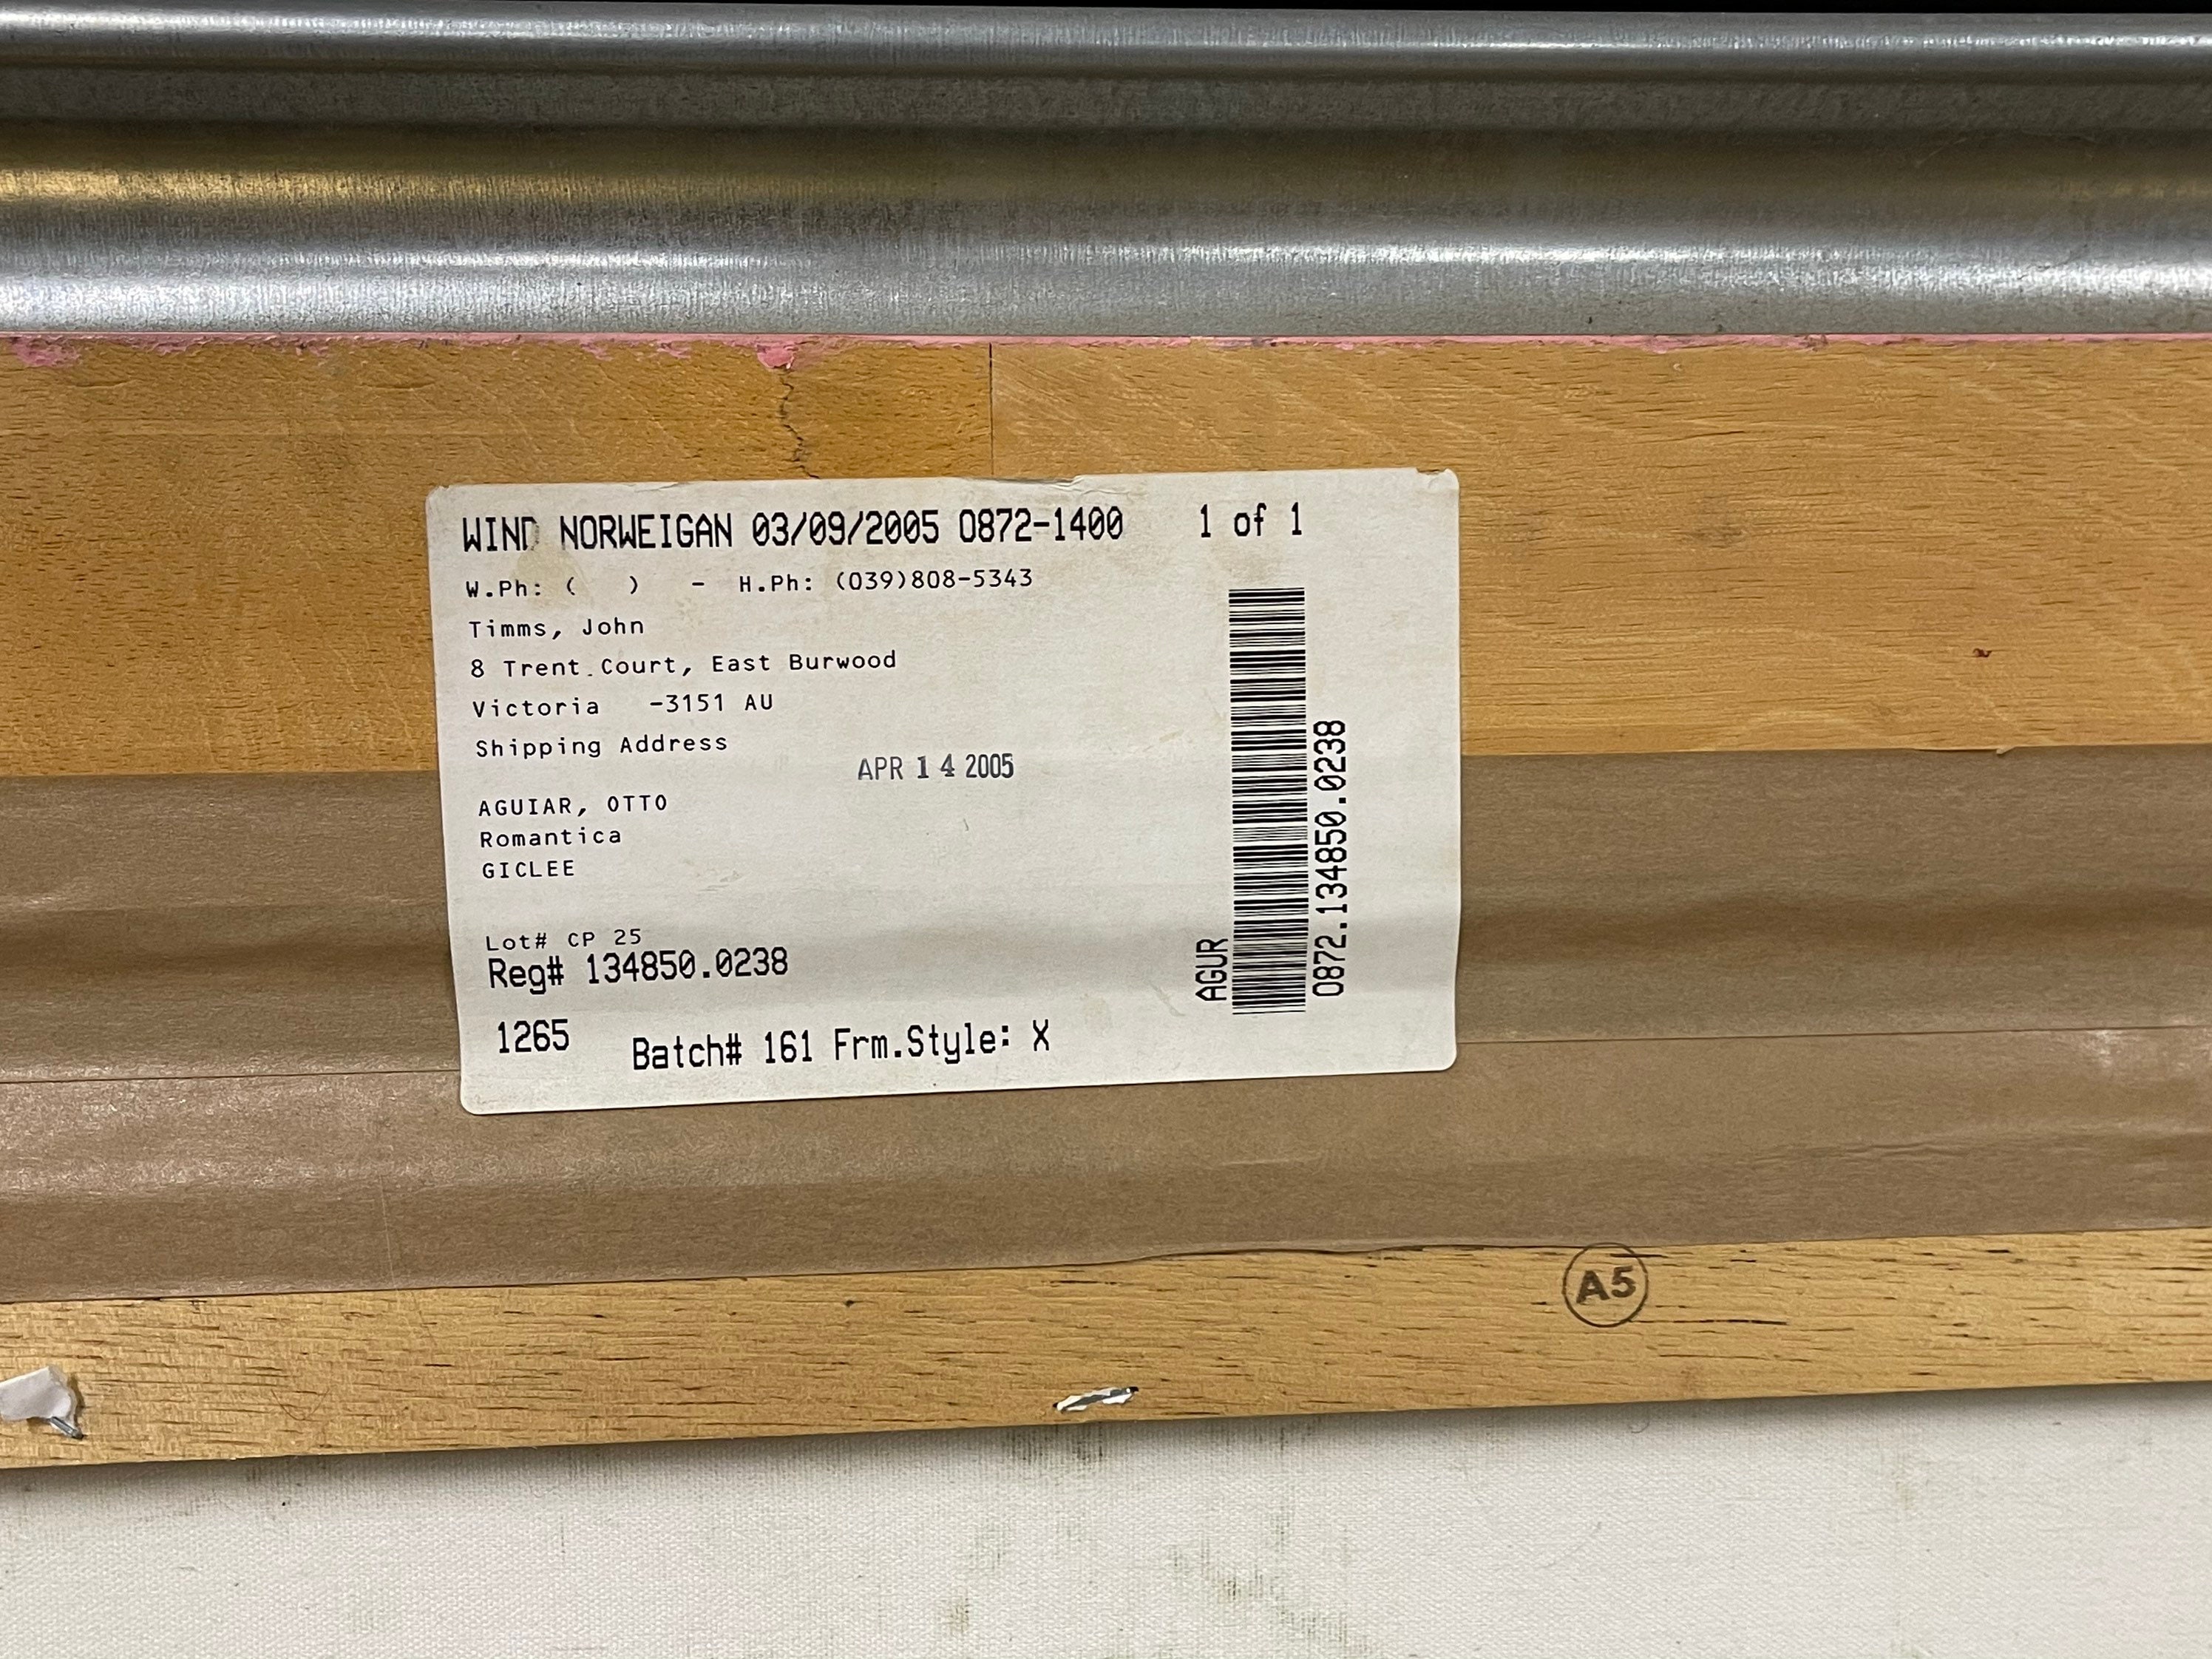 WIND NORWEIGAN 03/09/2005 0872-1400 1 of 1
W.Ph: ( ) - H.Ph: (039)808-5343
Timms, John
8 Trent Court, East Burwood
Victoria -3151 AU
Shipping Address
APR 14 2005
AGUIAR, OTTO
Romantica
GICLEE
Lot# CP 25
Reg# 134850.0238
1265 Batch# 161 Frm.Style: X
AGUR
0872.134850.0238
A5